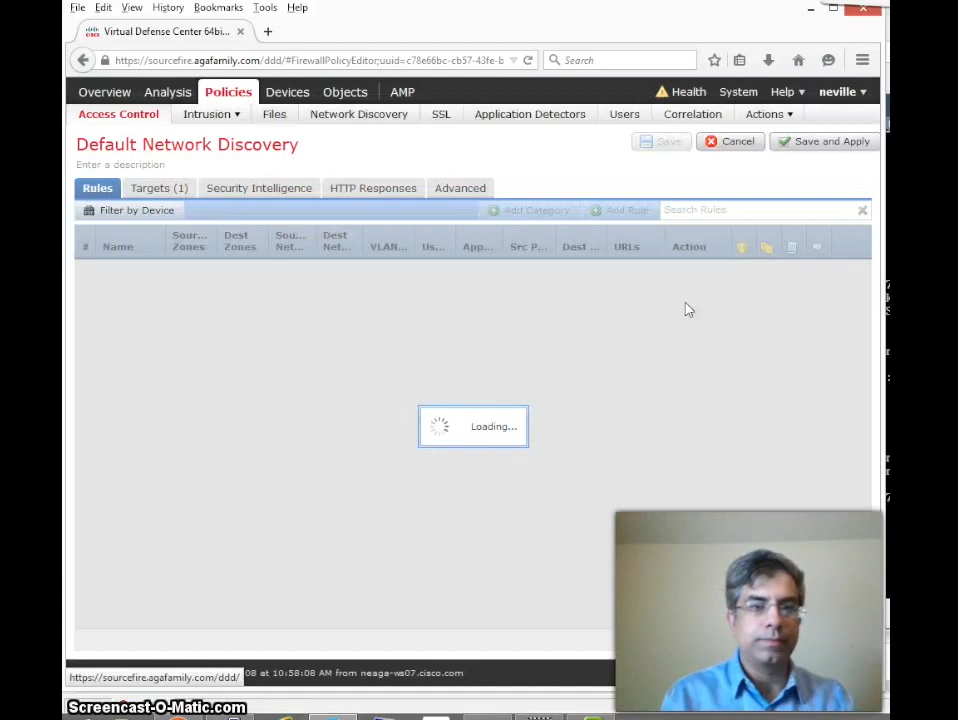 File Edit View History Bookmarks Tools Help
CISCO Virtual Defense Center 64bi...
https://sourcefire.agafamily.com/ddd/#FirewallPolicyEditor;uuid=c78e66bc-cb57-43fe-b
Search
Overview Analysis Policies Devices Objects AMP Health System Help neville
Access Control Intrusion Files Network Discovery SSL Application Detectors Users Correlation Actions
Default Network Discovery
Save Cancel Save and Apply
Enter a description
Rules Targets (1) Security Intelligence HTTP Responses Advanced
Filter by Device Add Category Add Rule Search Rules
# Name Sour... Zones Dest Zones Sou... Net... Dest Net... VLAN... Us... App... Src P... Dest ... URLs Action
Loading...
08 at 10:58:08 AM from neaga-ws07.cisco.com
https://sourcefire.agafamily.com/ddd/
Screencast-O-Matic.com